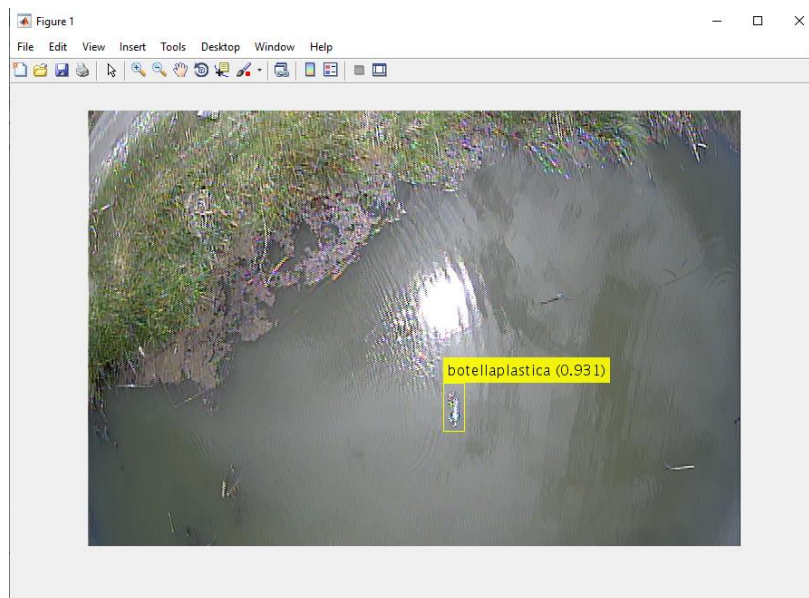 Figure 1
File Edit View Insert Tools Desktop Window Help
botellaplastica (0.931)